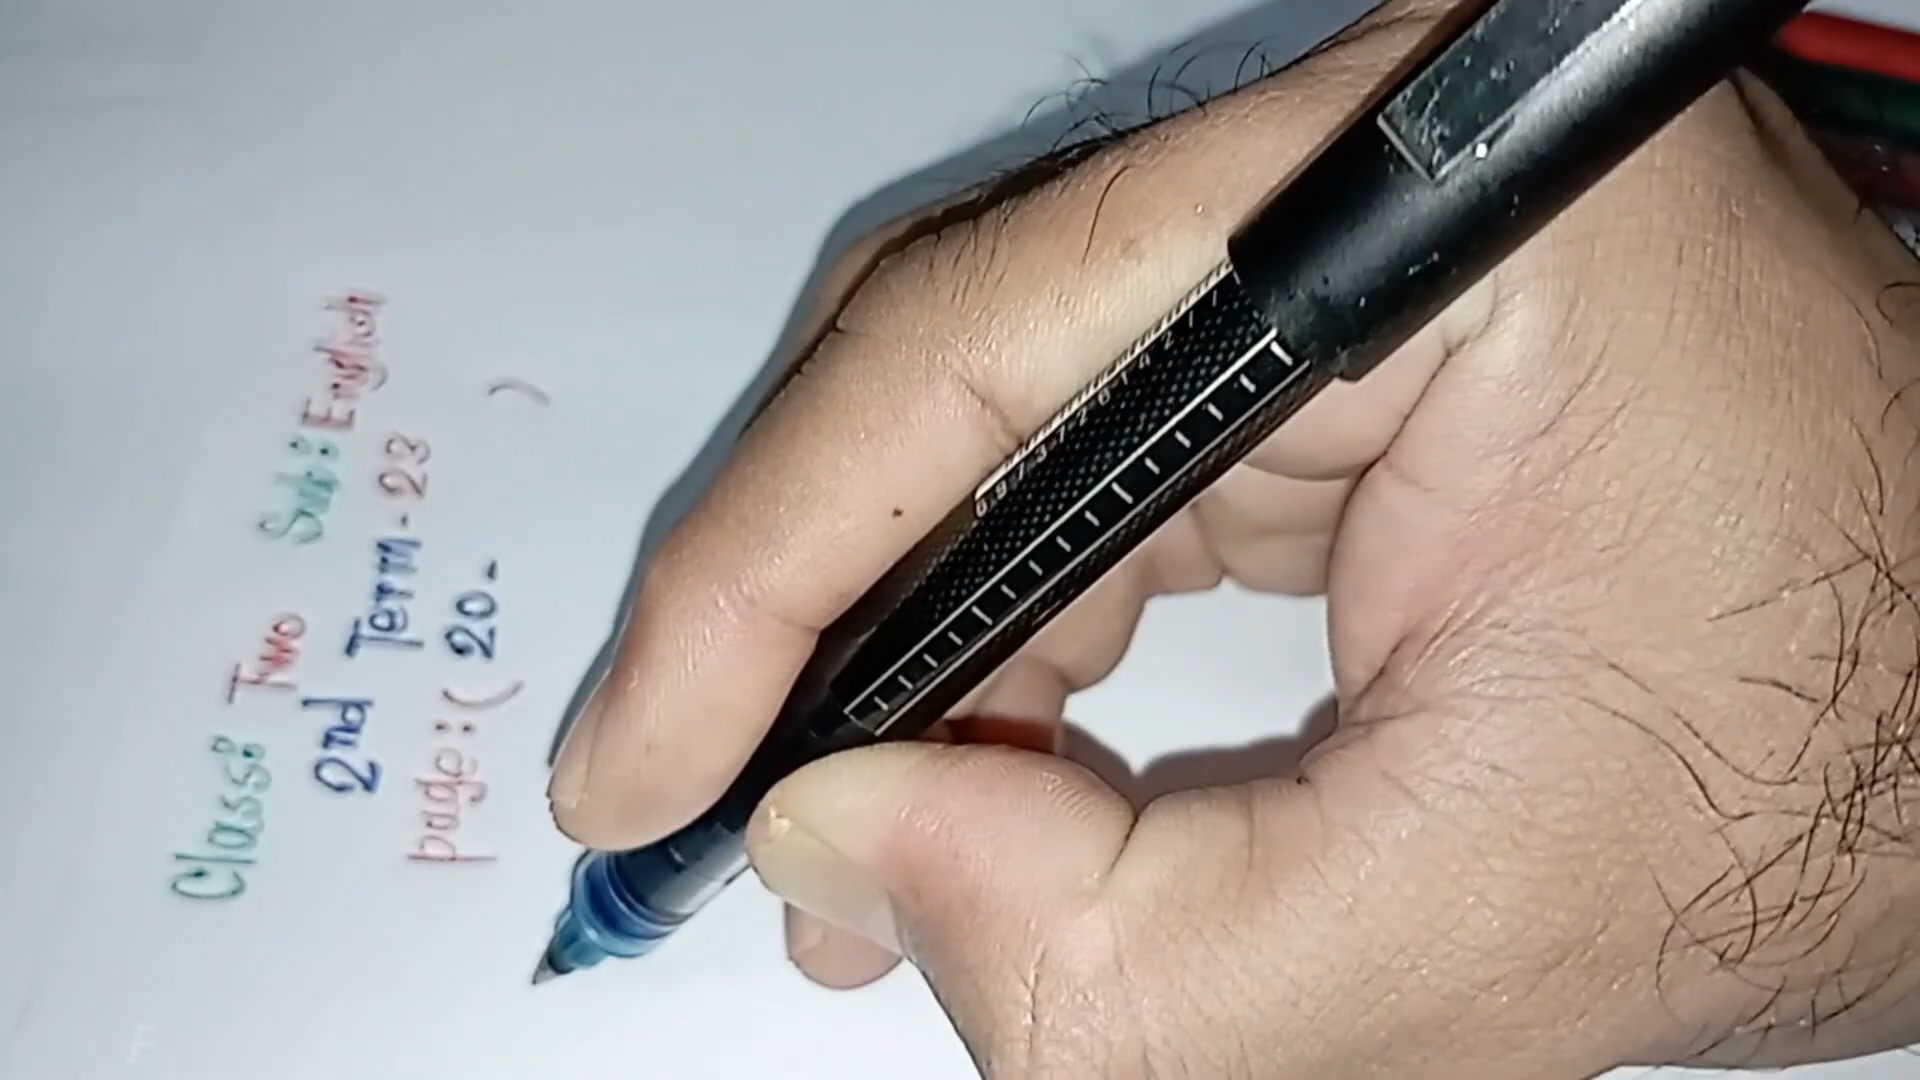 Class: Two Sub: English
2nd Term-23
page:( 20- )